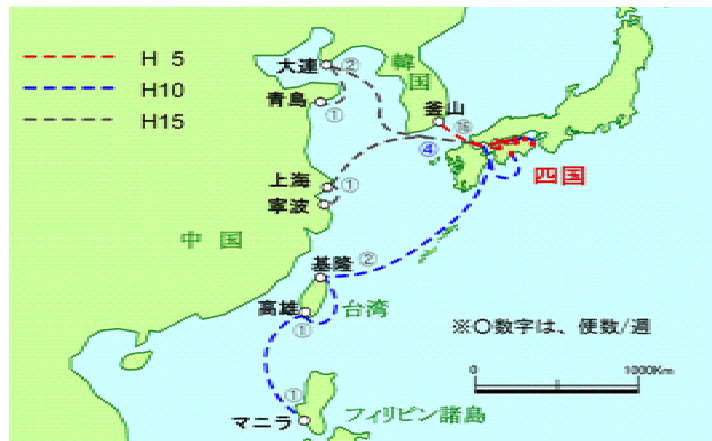 H 5
H10
H15
大連
②
韓国
青島
①
釜山
⑮
④
四国
上海
①
寧波
中 国
基隆
②
高雄
台湾
①
※〇数字は、便数/週
0
1000Km
①
マニラ
フィリピン諸島